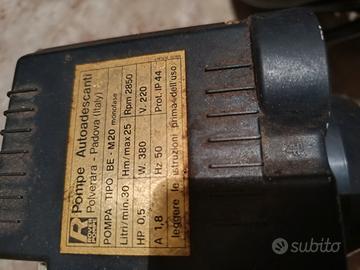 R
ROVER
Pompe Autoadescanti
Polverara - Padova (Italy)
POMPA TIPO BE - M20 monofase
Litri/min.30 Hm/max 25 Rpm 2850
HP 0,5 W. 380 V. 220
A 1,8 Hz 50 Prot. IP 44
leggere le istruzioni prima dell'uso
subito